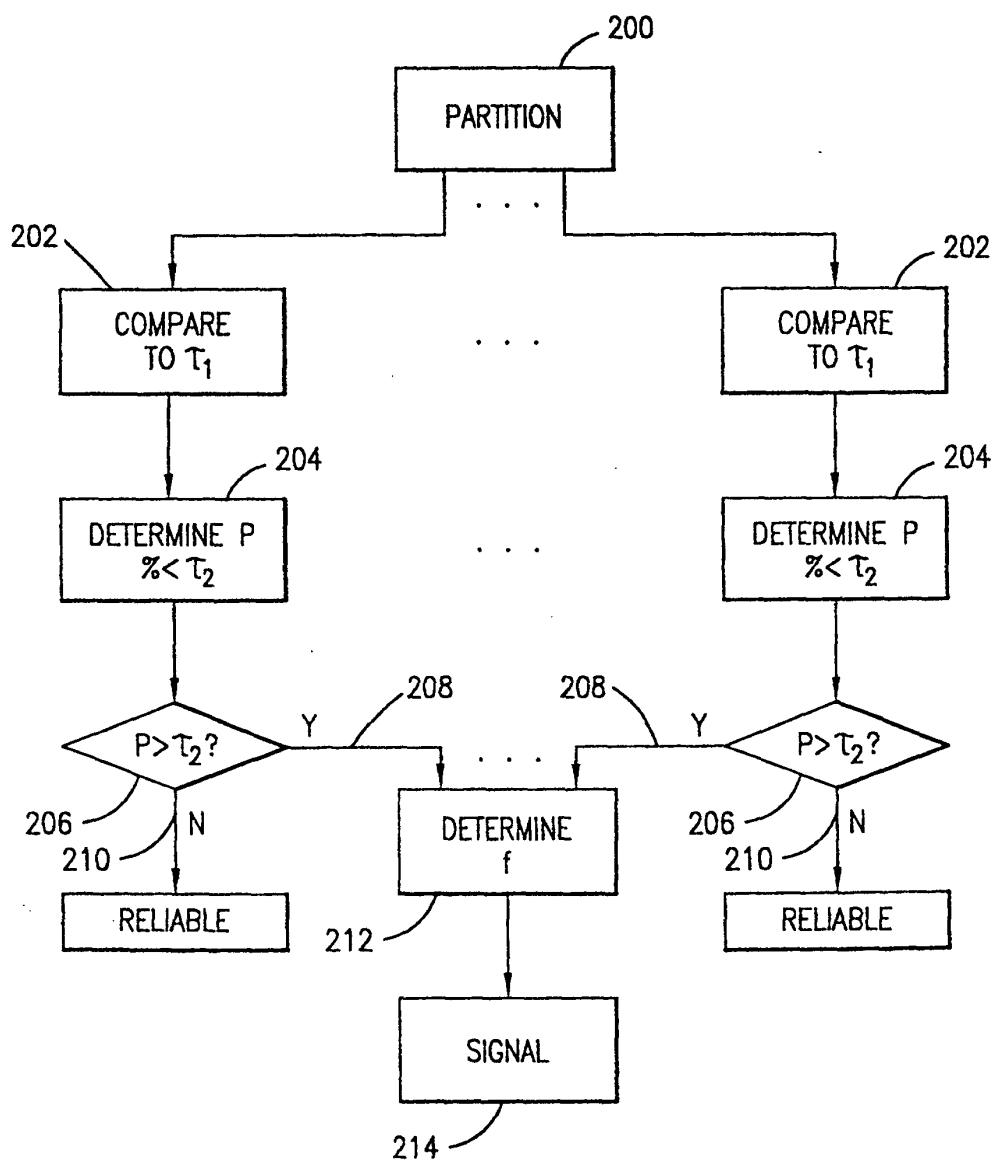 200
PARTITION
. . .
202
202
COMPARE
TO τ₁
. . .
COMPARE
TO τ₁
204
204
DETERMINE P
%<τ₂
. . .
DETERMINE P
%<τ₂
208
208
P>τ₂?
Y
. . .
Y
P>τ₂?
206
N
210
DETERMINE
f
206
N
210
RELIABLE
212
RELIABLE
SIGNAL
214